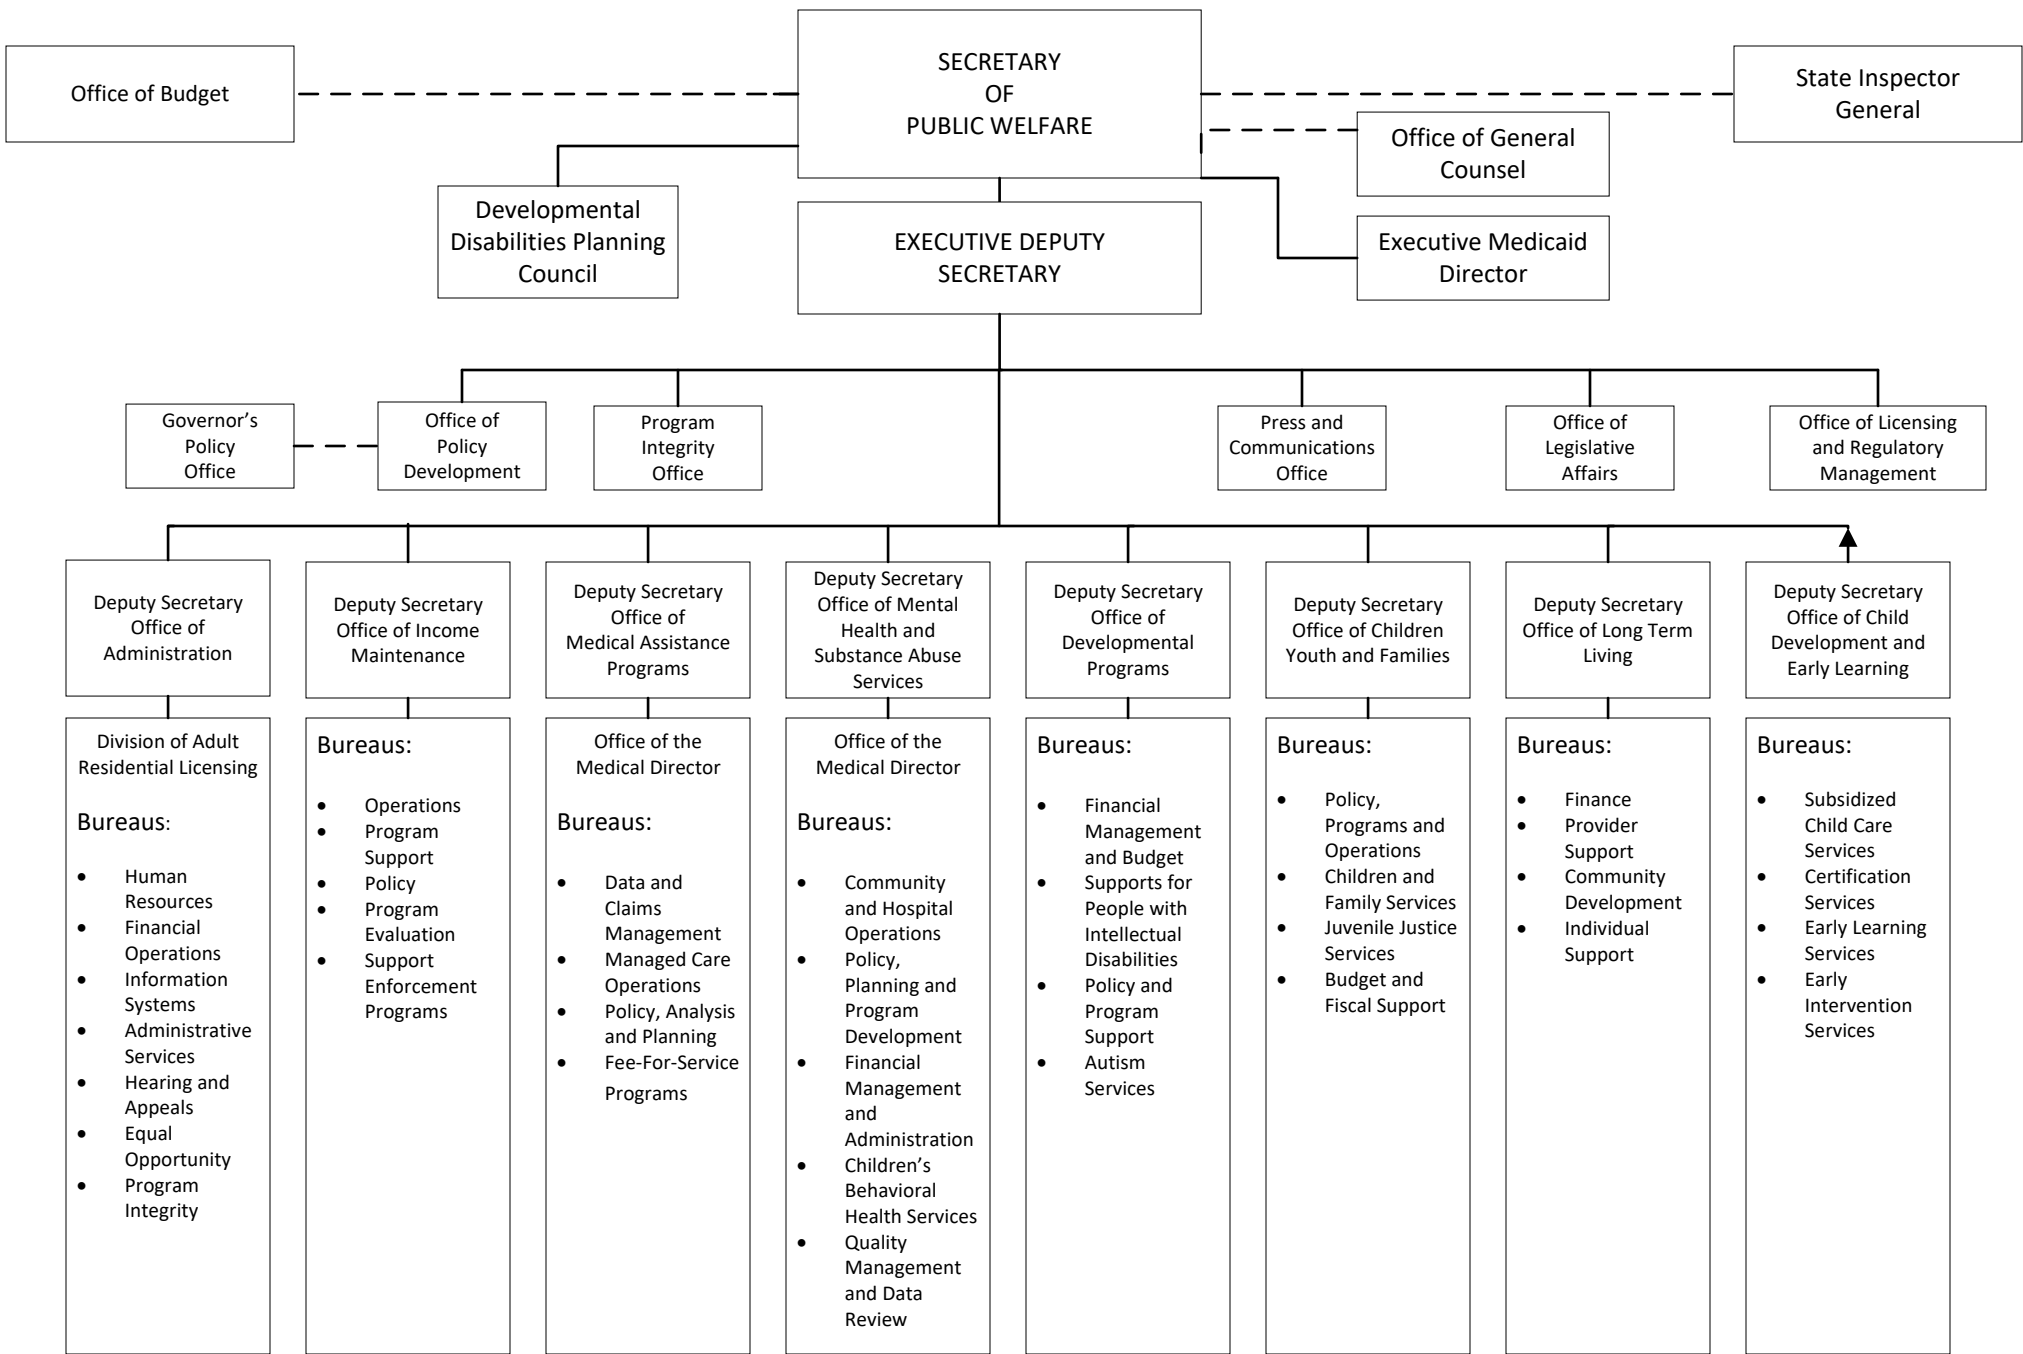 SECRETARY
OF
PUBLIC WELFARE
Office of Budget
State Inspector
General
Office of General
Counsel
Developmental
Disabilities Planning
Council
EXECUTIVE DEPUTY
SECRETARY
Executive Medicaid
Director
Governor’s
Policy
Office
Office of
Policy
Development
Program
Integrity
Office
Press and
Communications
Office
Office of
Legislative
Affairs
Office of Licensing
and Regulatory
Management
Deputy Secretary
Office of
Administration
Deputy Secretary
Office of Income
Maintenance
Deputy Secretary
Office of
Medical Assistance
Programs
Deputy Secretary
Office of Mental
Health and
Substance Abuse
Services
Deputy Secretary
Office of
Developmental
Programs
Deputy Secretary
Office of Children
Youth and Families
Deputy Secretary
Office of Long Term
Living
Deputy Secretary
Office of Child
Development and
Early Learning
Division of Adult
Residential Licensing
Bureaus:
• Human
Resources
• Financial
Operations
• Information
Systems
• Administrative
Services
• Hearing and
Appeals
• Equal
Opportunity
• Program
Integrity
Bureaus:
• Operations
• Program
Support
• Policy
• Program
Evaluation
• Support
Enforcement
Programs
Office of the
Medical Director
Bureaus:
• Data and
Claims
Management
• Managed Care
Operations
• Policy, Analysis
and Planning
• Fee-For-Service
Programs
Office of the
Medical Director
Bureaus:
• Community
and Hospital
Operations
• Policy,
Planning and
Program
Development
• Financial
Management
and
Administration
• Children’s
Behavioral
Health Services
• Quality
Management
and Data
Review
Bureaus:
• Financial
Management
and Budget
• Supports for
People with
Intellectual
Disabilities
• Policy and
Program
Support
• Autism
Services
Bureaus:
• Policy,
Programs and
Operations
• Children and
Family Services
• Juvenile Justice
Services
• Budget and
Fiscal Support
Bureaus:
• Finance
• Provider
Support
• Community
Development
• Individual
Support
Bureaus:
• Subsidized
Child Care
Services
• Certification
Services
• Early Learning
Services
• Early
Intervention
Services